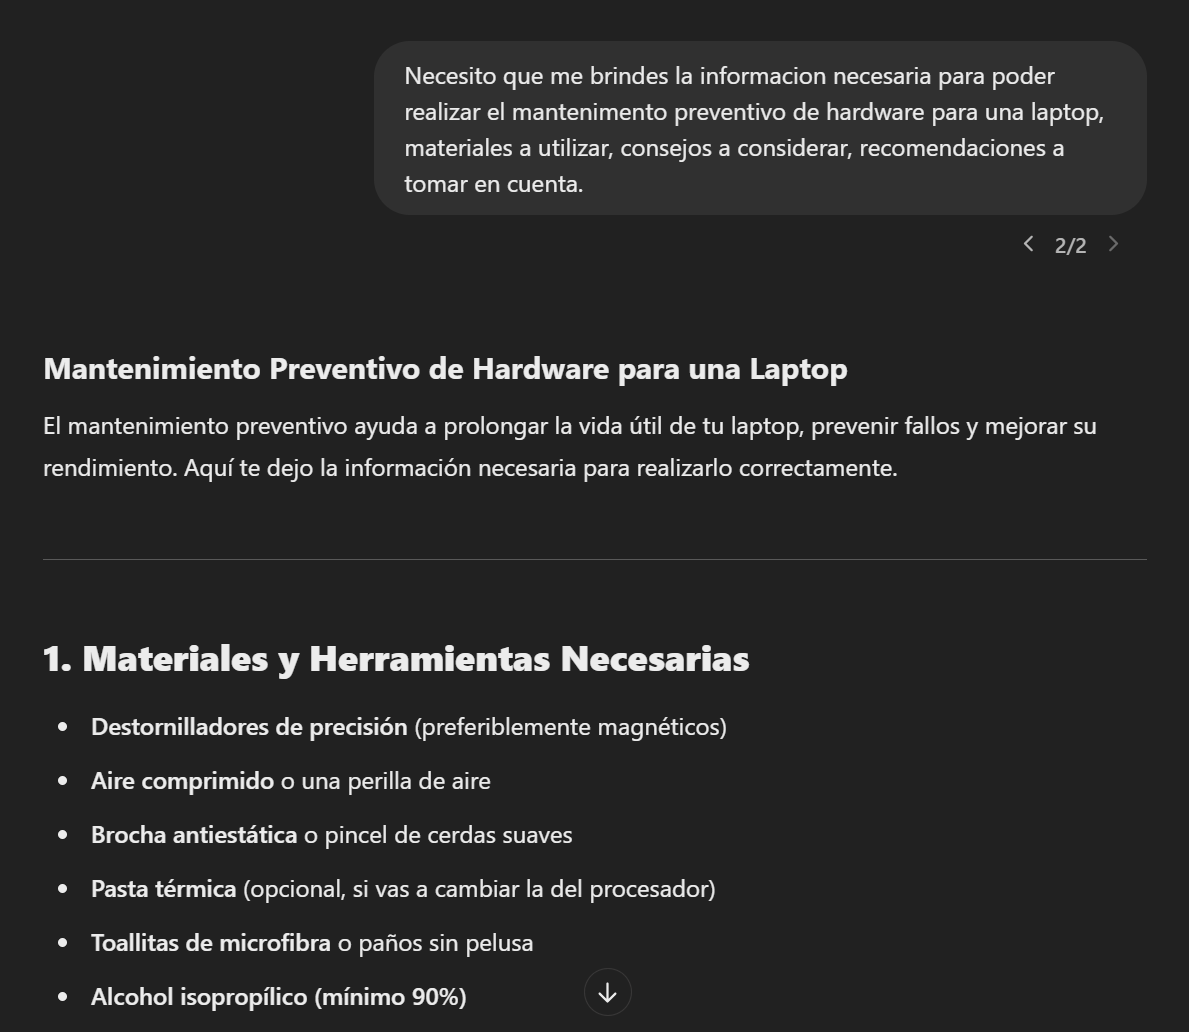 Necesito que me brindes la informacion necesaria para poder
realizar el mantenimento preventivo de hardware para una laptop,
materiales a utilizar, consejos a considerar, recomendaciones a
tomar en cuenta.
2/2
Mantenimiento Preventivo de Hardware para una Laptop
El mantenimiento preventivo ayuda a prolongar la vida útil de tu laptop, prevenir fallos y mejorar su
rendimiento. Aquí te dejo la información necesaria para realizarlo correctamente.
1. Materiales y Herramientas Necesarias
• Destornilladores de precisión (preferiblemente magnéticos)
• Aire comprimido o una perilla de aire
• Brocha antiestática o pincel de cerdas suaves
• Pasta térmica (opcional, si vas a cambiar la del procesador)
• Toallitas de microfibra o paños sin pelusa
• Alcohol isopropílico (mínimo 90%)